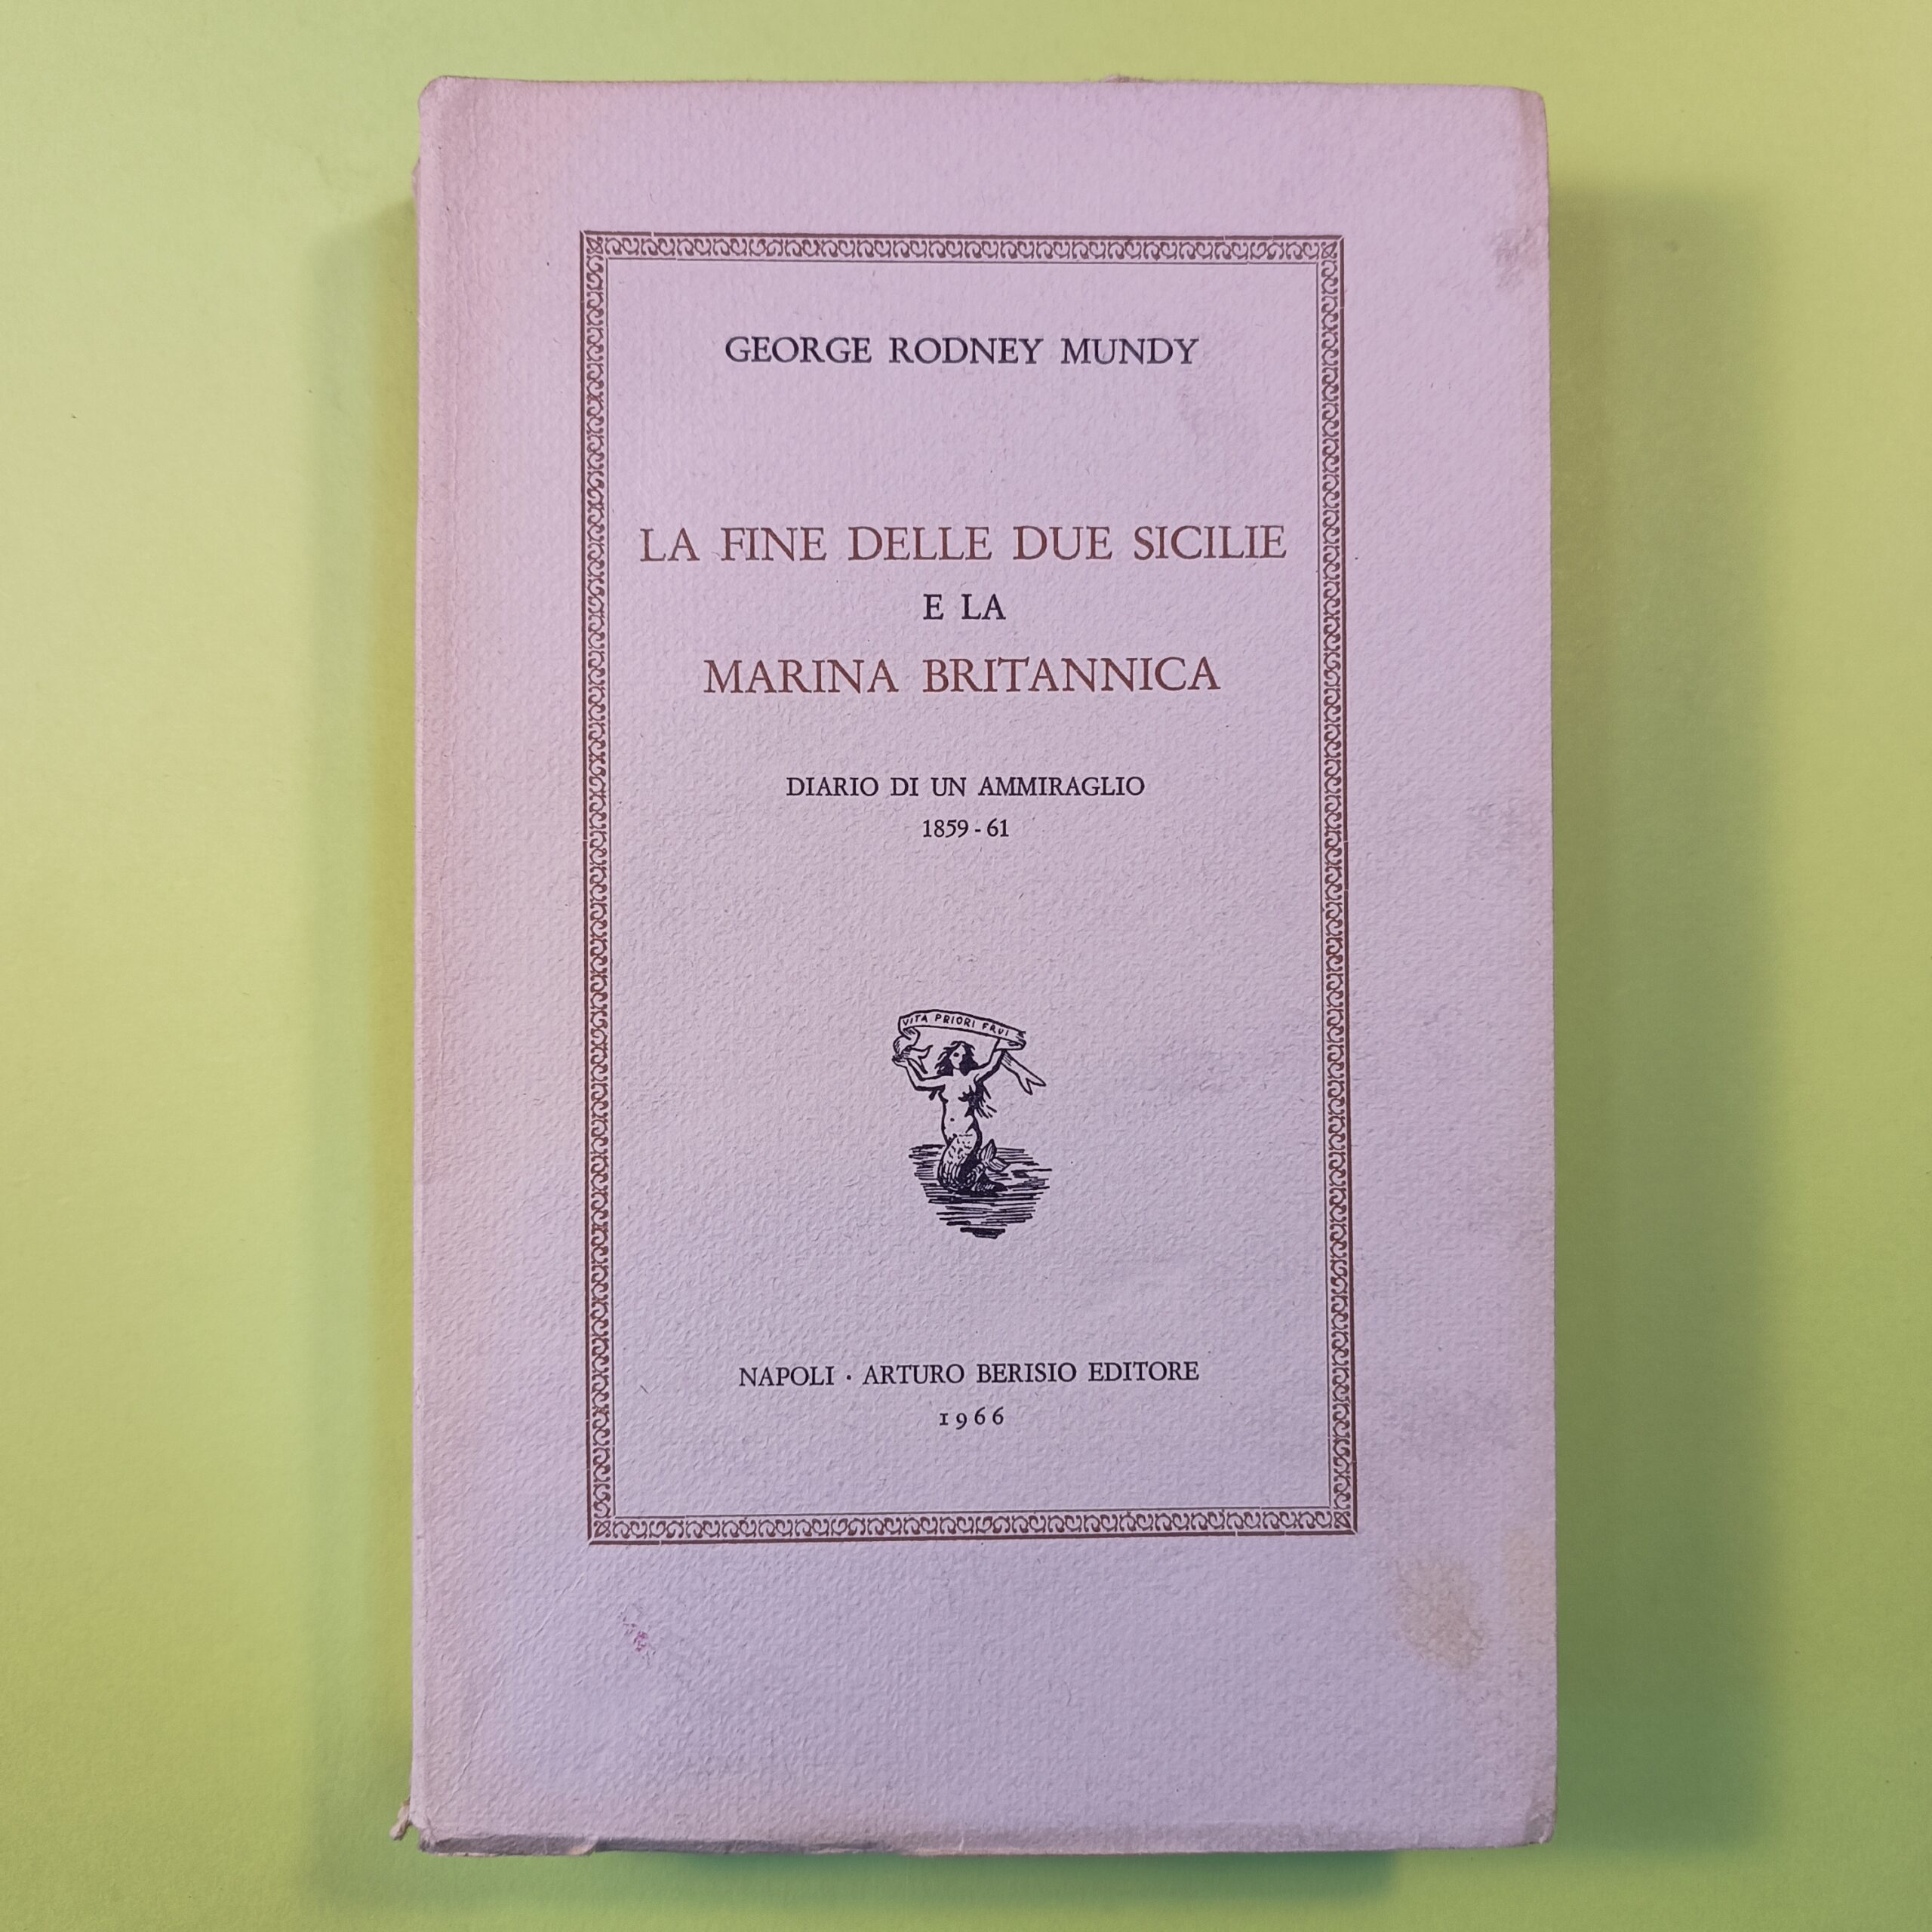 GEORGE RODNEY MUNDY
LA FINE DELLE DUE SICILIE
E LA
MARINA BRITANNICA
DIARIO DI UN AMMIRAGLIO
1859-61
VITA PRIORI FRUI
NAPOLI · ARTURO BERISIO EDITORE
1966